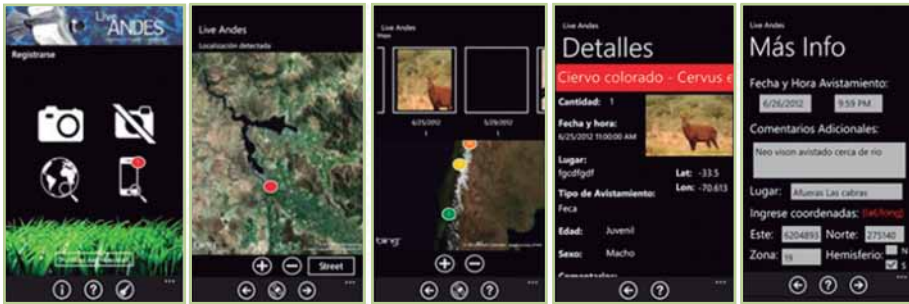 Live
ANDES
Registrarse
Live Andes
Localización detectada
Street
Live Andes
6/25/2012
1
5/29/2012
1
bing
Live Andes
Detalles
Ciervo colorado - Cervus e
Cantidad: 1
Fecha y hora:
6/25/2012 11:00:00 AM
Lugar:
fgcdfgdf
Lat: -33.5
Lon: -70.613
Tipo de Avistamiento:
Feca
Edad: Juvenil
Sexo: Macho
Comentarios:
Live Andes
Más Info
Fecha y Hora Avistamiento:
6/26/2012 9:59 PM
Comentarios Adicionales:
Neo vison avistado cerca de rio
Lugar: Afueras Las cabras
Ingrese coordenadas: (lat/long)
Este: 6204893 Norte: 275140
Zona: 19 Hemisferio: N
S